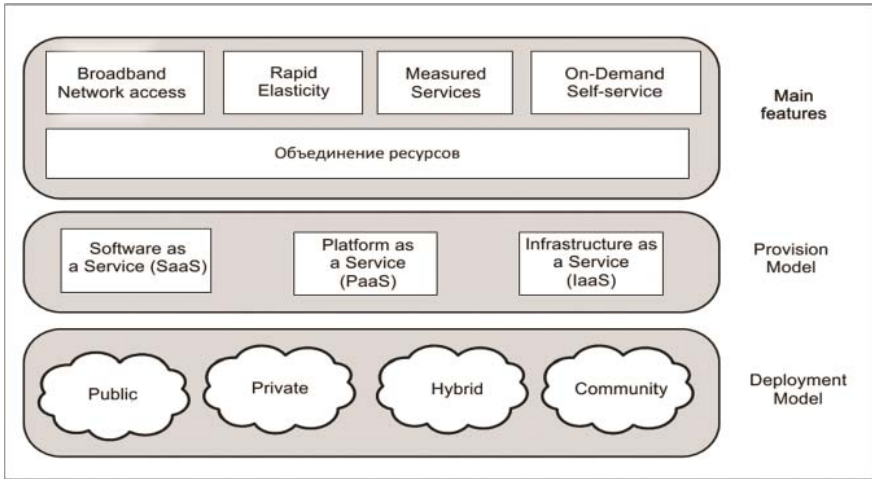 Broadband
Network access
Rapid
Elasticity
Measured
Services
On-Demand
Self-service
Объединение ресурсов
Main
features
Software as
a Service (SaaS)
Platform as
a Service
(PaaS)
Infrastructure as
a Service
(IaaS)
Provision
Model
Public
Private
Hybrid
Community
Deployment
Model